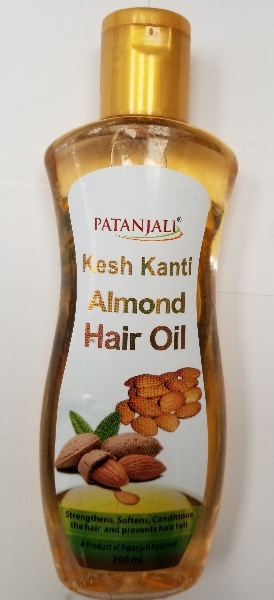 PATANJALI®
Kesh Kanti
Almond
Hair Oil
Strengthens, Softens, Conditions
the hair and prevents hair fall
A Product of Patanjali Ayurved
200 ml